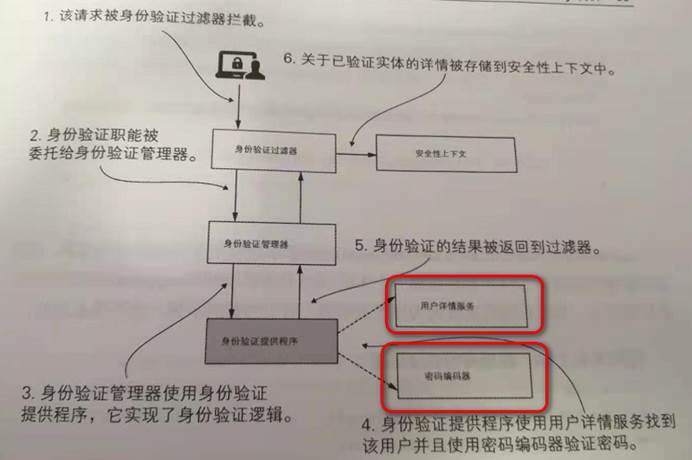 1. 该请求被身份验证过滤器拦截。
6. 关于已验证实体的详情被存储到安全性上下文中。
2. 身份验证职能被
委托给身份验证管理器。
身份验证过滤器
安全性上下文
身份验证管理器
5. 身份验证的结果被返回到过滤器。
用户详情服务
身份验证提供程序
密码编码器
3. 身份验证管理器使用身份验证
提供程序，它实现了身份验证逻辑。
4. 身份验证提供程序使用用户详情服务找到
该用户并且使用密码编码器验证密码。